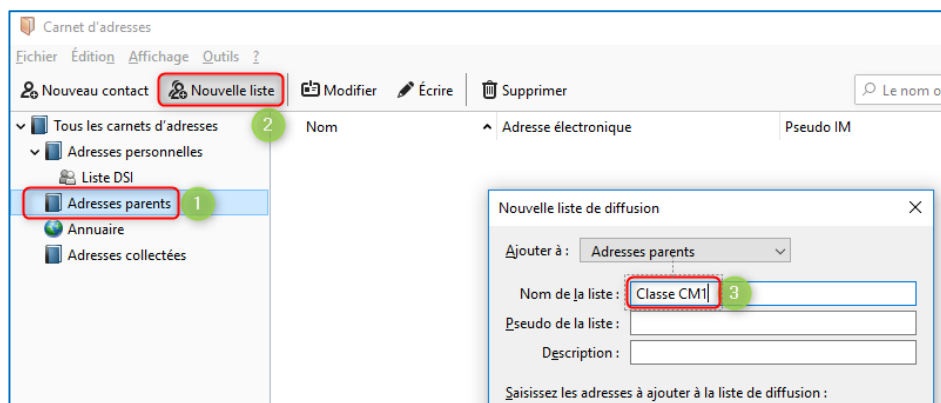 Carnet d'adresses
Fichier Édition Affichage Outils ?
Nouveau contact Nouvelle liste Modifier Écrire Supprimer Le nom o
2
Tous les carnets d'adresses Nom Adresse électronique Pseudo IM
Adresses personnelles
Liste DSI
Adresses parents 1
Annuaire
Adresses collectées
Nouvelle liste de diffusion
Ajouter à : Adresses parents
Nom de la liste : Classe CM1 3
Pseudo de la liste :
Description :
Saisissez les adresses à ajouter à la liste de diffusion :